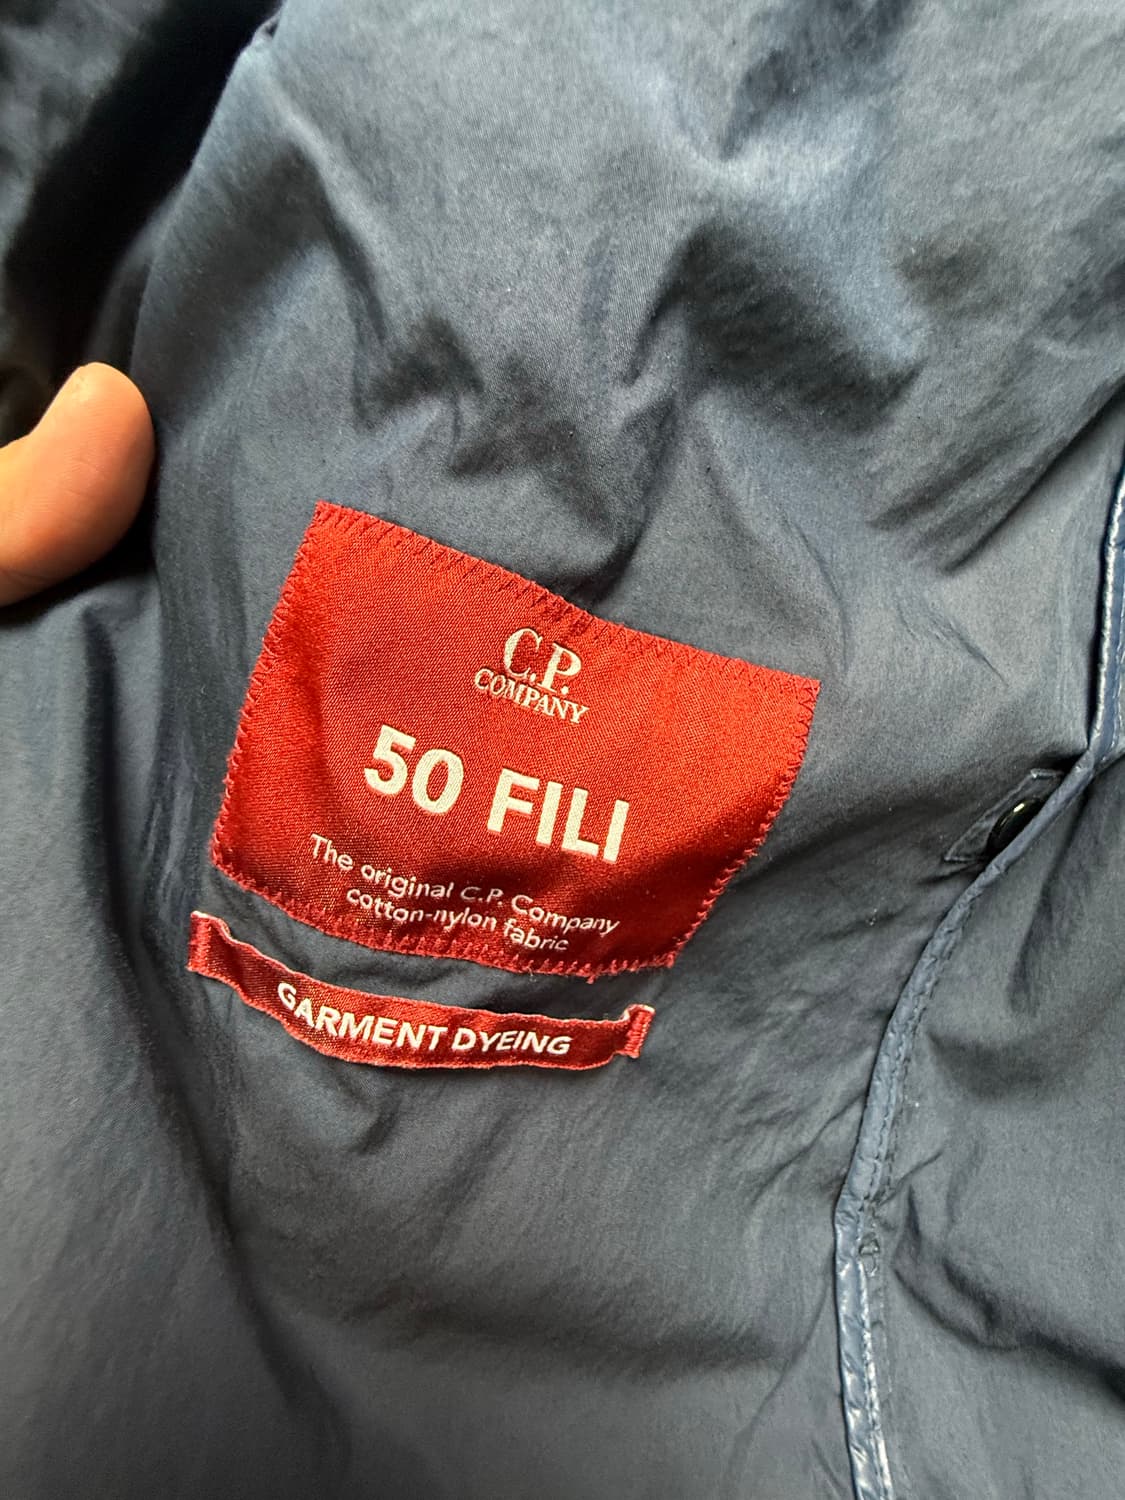 C.P.
COMPANY
50 FILI
The original C.P. Company
cotton-nylon fabric
GARMENT DYEING